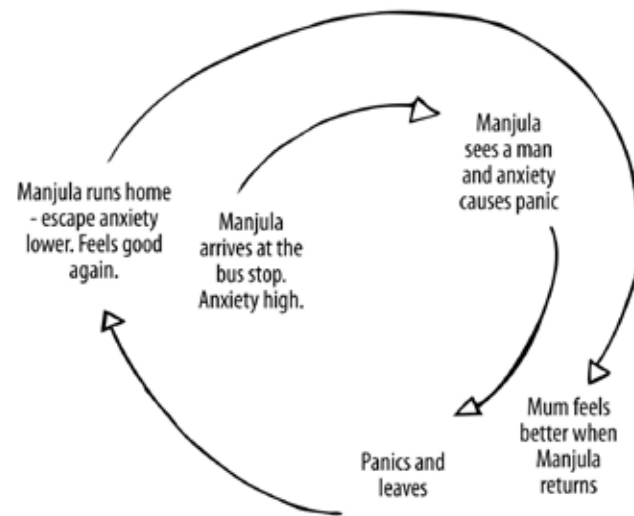 Manjula arrives at the
bus stop.
Anxiety high.
Manjula
sees a man
and anxiety
causes panic
Panics and
leaves
Manjula runs home
- escape anxiety
lower. Feels good
again.
Mum feels
better when
Manjula
returns